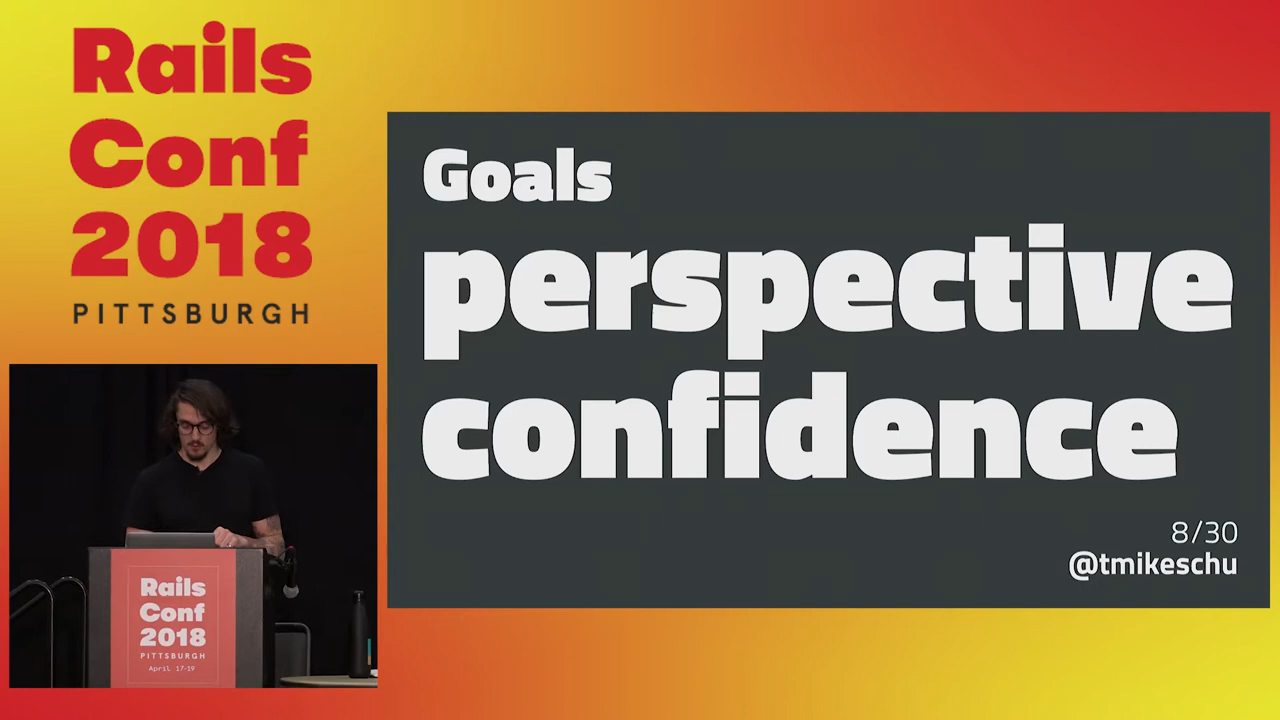 Rails
Conf
2018
PITTSBURGH
Goals
perspective
confidence
8/30
@tmikeschu
Rails
Conf
2018
PITTSBURGH
April 17-19